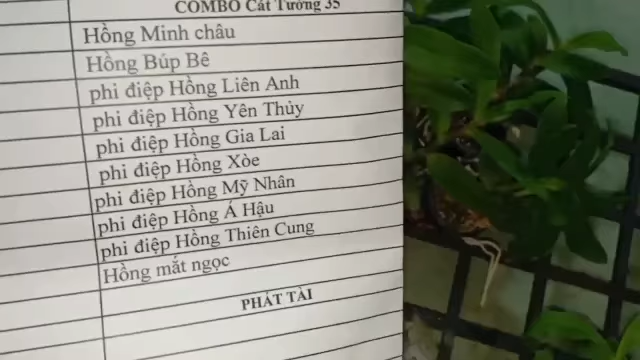 COMBO Cát Tường 35
Hồng Minh châu
Hồng Búp Bê
phi điệp Hồng Liên Anh
phi điệp Hồng Yên Thủy
phi điệp Hồng Gia Lai
phi điệp Hồng Xòe
phi điệp Hồng Mỹ Nhân
phi điệp Hồng Á Hậu
phi điệp Hồng Thiên Cung
Hồng mắt ngọc
PHÁT TÀI